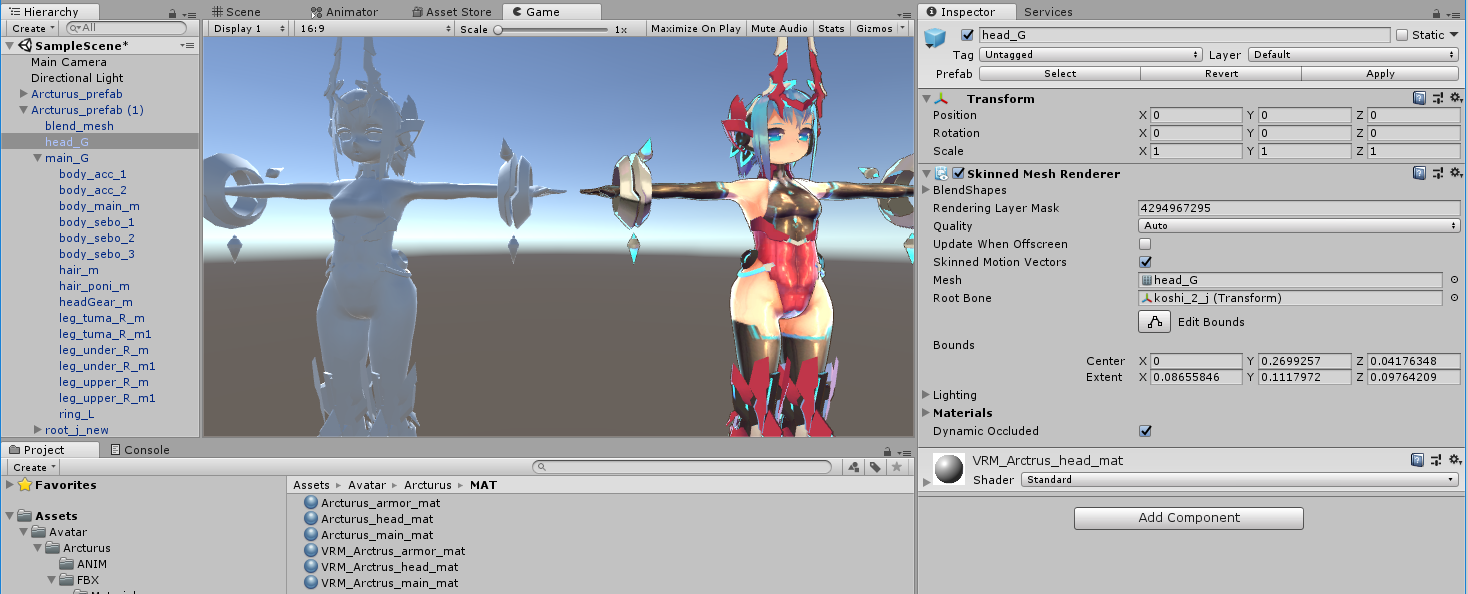 Hierarchy
Create All
SampleScene*
Main Camera
Directional Light
Arcturus_prefab
Arcturus_prefab (1)
blend_mesh
head_G
main_G
body_acc_1
body_acc_2
body_main_m
body_sebo_1
body_sebo_2
body_sebo_3
hair_m
hair_poni_m
headGear_m
leg_tuma_R_m
leg_tuma_R_m1
leg_under_R_m
leg_under_R_m1
leg_upper_R_m
leg_upper_R_m1
ring_L
root_j_new
Scene Animator Asset Store Game
Display 1 16:9 Scale 1x Maximize On Play Mute Audio Stats Gizmos
Project Console
Create
Favorites
Assets
Avatar
Arcturus
ANIM
FBX
Assets Avatar Arcturus MAT
Arcturus_armor_mat
Arcturus_head_mat
Arcturus_main_mat
VRM_Arctrus_armor_mat
VRM_Arctrus_head_mat
VRM_Arctrus_main_mat
Inspector Services
head_G Static
Tag Untagged Layer Default
Prefab Select Revert Apply
Transform
Position X 0 Y 0 Z 0
Rotation X 0 Y 0 Z 0
Scale X 1 Y 1 Z 1
Skinned Mesh Renderer
BlendShapes
Rendering Layer Mask 4294967295
Quality Auto
Update When Offscreen
Skinned Motion Vectors
Mesh head_G
Root Bone koshi_2_j (Transform)
Edit Bounds
Bounds
Center X 0 Y 0.2699257 Z 0.04176348
Extent X 0.08655846 Y 0.1117972 Z 0.09764209
Lighting
Materials
Dynamic Occluded
VRM_Arctrus_head_mat
Shader Standard
Add Component